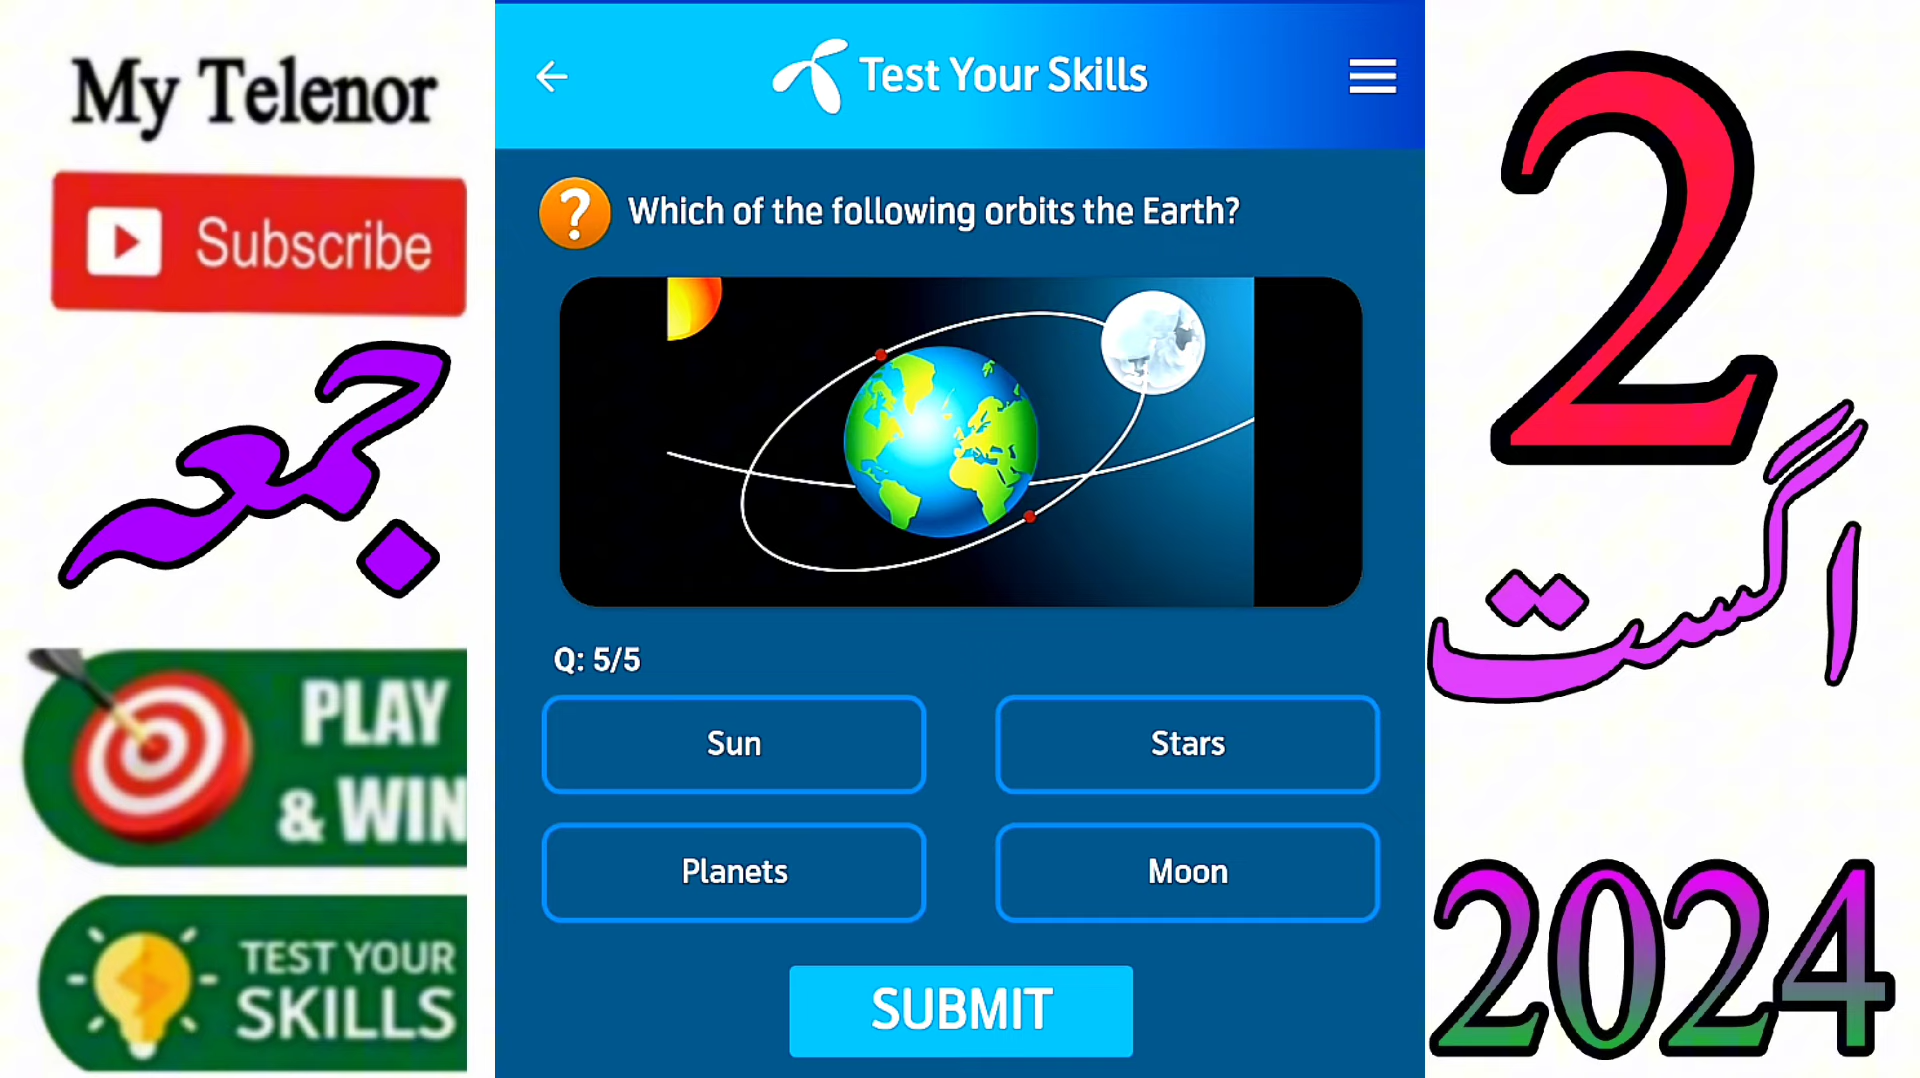 My Telenor
Subscribe
جمعہ
PLAY
& WIN
TEST YOUR
SKILLS
Test Your Skills
? Which of the following orbits the Earth?
Q: 5/5
Sun
Stars
Planets
Moon
SUBMIT
2
اگست
2024